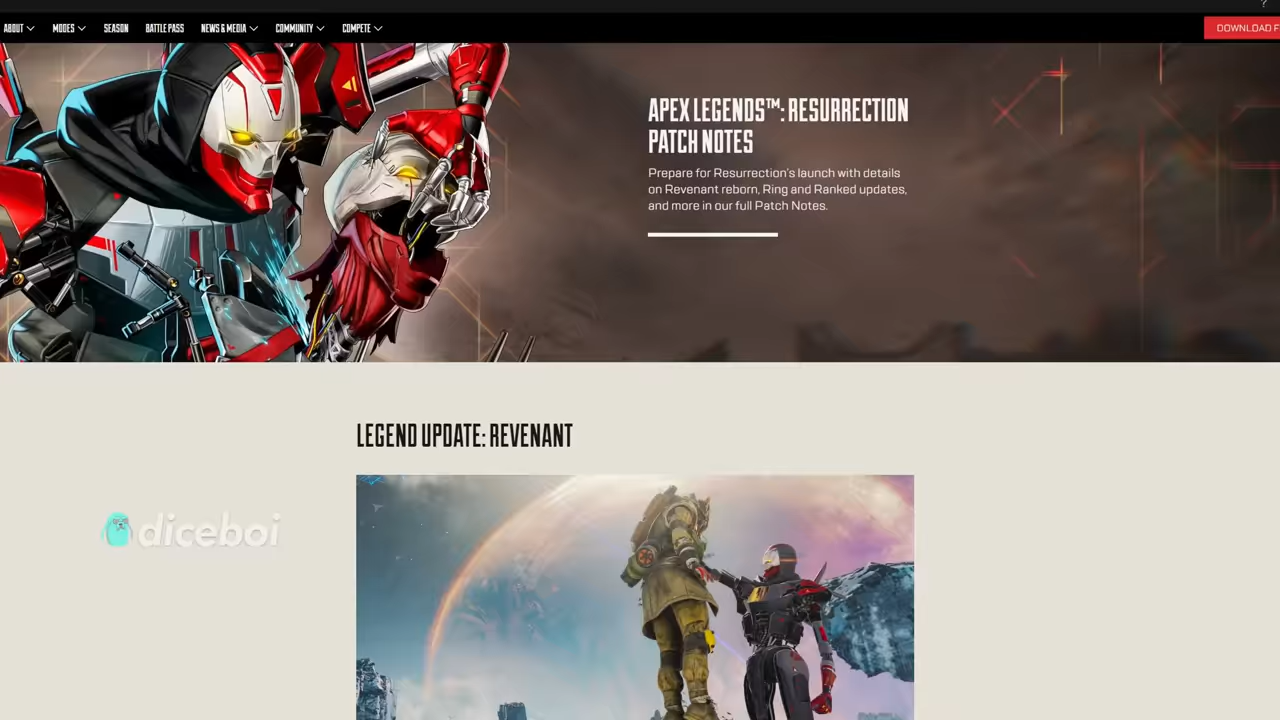 ?
ABOUT MODES SEASON BATTLE PASS NEWS & MEDIA COMMUNITY COMPETE DOWNLOAD F
APEX LEGENDS™: RESURRECTION
PATCH NOTES
Prepare for Resurrection's launch with details
on Revenant reborn, Ring and Ranked updates,
and more in our full Patch Notes.
LEGEND UPDATE: REVENANT
diceboi